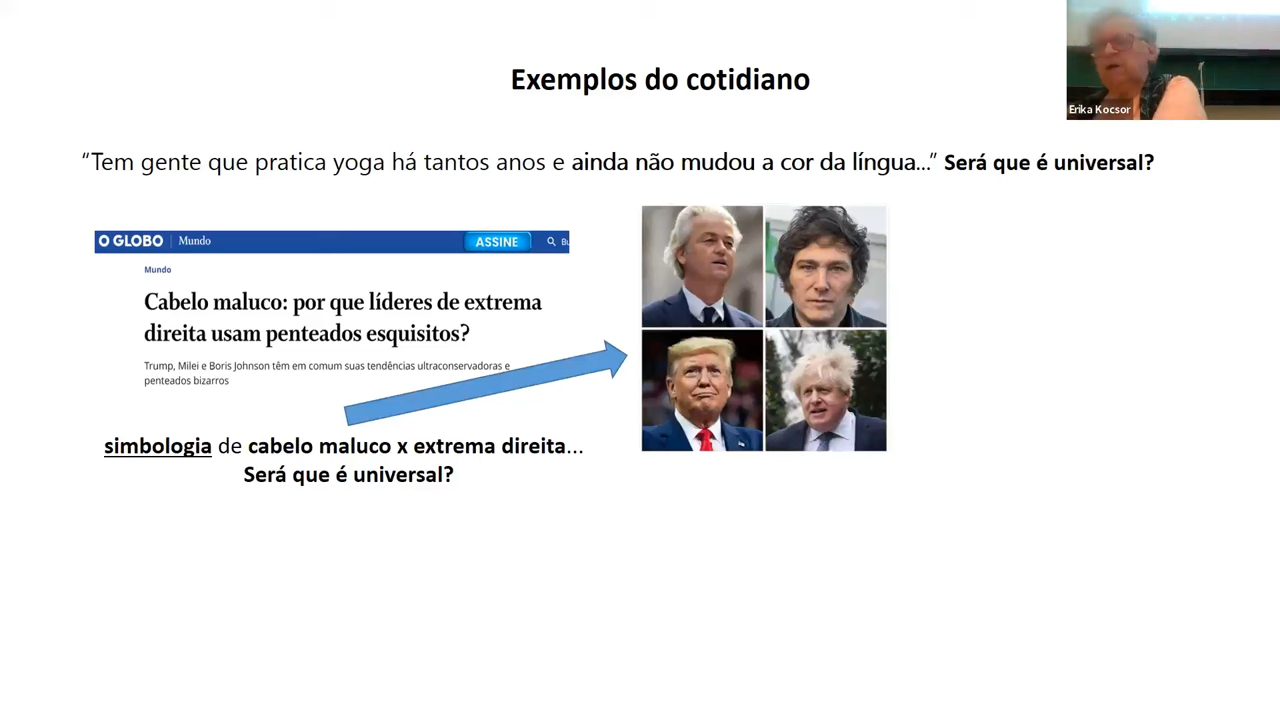 Exemplos do cotidiano
Erika Kocsor
“Tem gente que pratica yoga há tantos anos e ainda não mudou a cor da língua...” Será que é universal?
O GLOBO | Mundo ASSINE Bu
Mundo
Cabelo maluco: por que líderes de extrema
direita usam penteados esquisitos?
Trump, Milei e Boris Johnson têm em comum suas tendências ultraconservadoras e
penteados bizarros
simbologia de cabelo maluco x extrema direita...
Será que é universal?